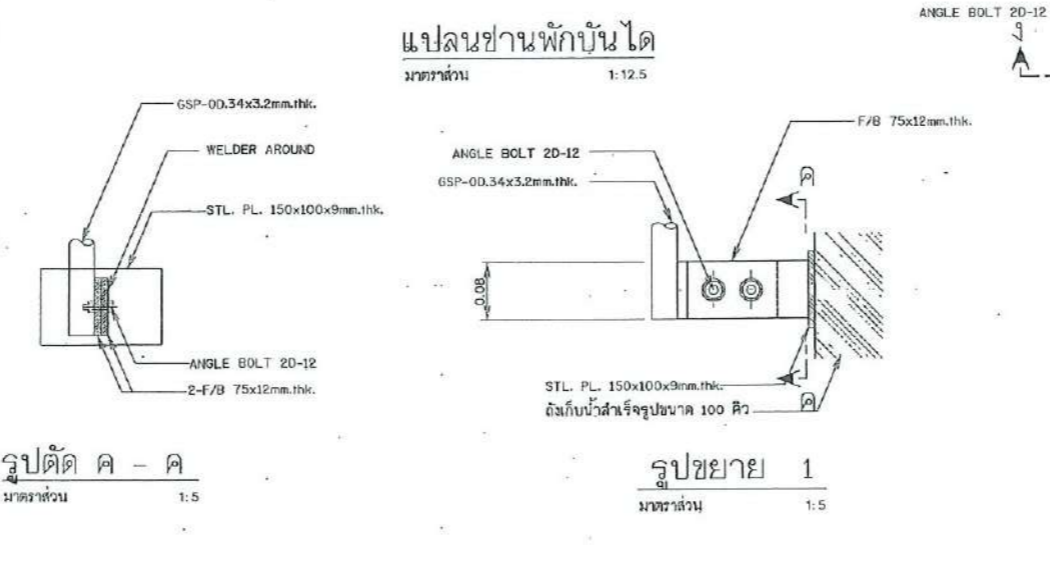 ANGLE BOLT 2D-12
ง
แปลนชานพักบันได
มาตราส่วน 1:12.5
GSP-OD.34x3.2mm.thk.
WELDER AROUND
STL. PL. 150x100x9mm.thk.
ANGLE BOLT 2D-12
2-F/B 75x12mm.thk.
รูปตัด ค - ค
มาตราส่วน 1:5
F/B 75x12mm.thk.
ANGLE BOLT 2D-12
GSP-OD.34x3.2mm.thk.
ค
0.08
STL. PL. 150x100x9mm.thk.
ถังเก็บน้ำสำเร็จรูปขนาด 100 คิว
ค
รูปขยาย 1
มาตราส่วน 1:5